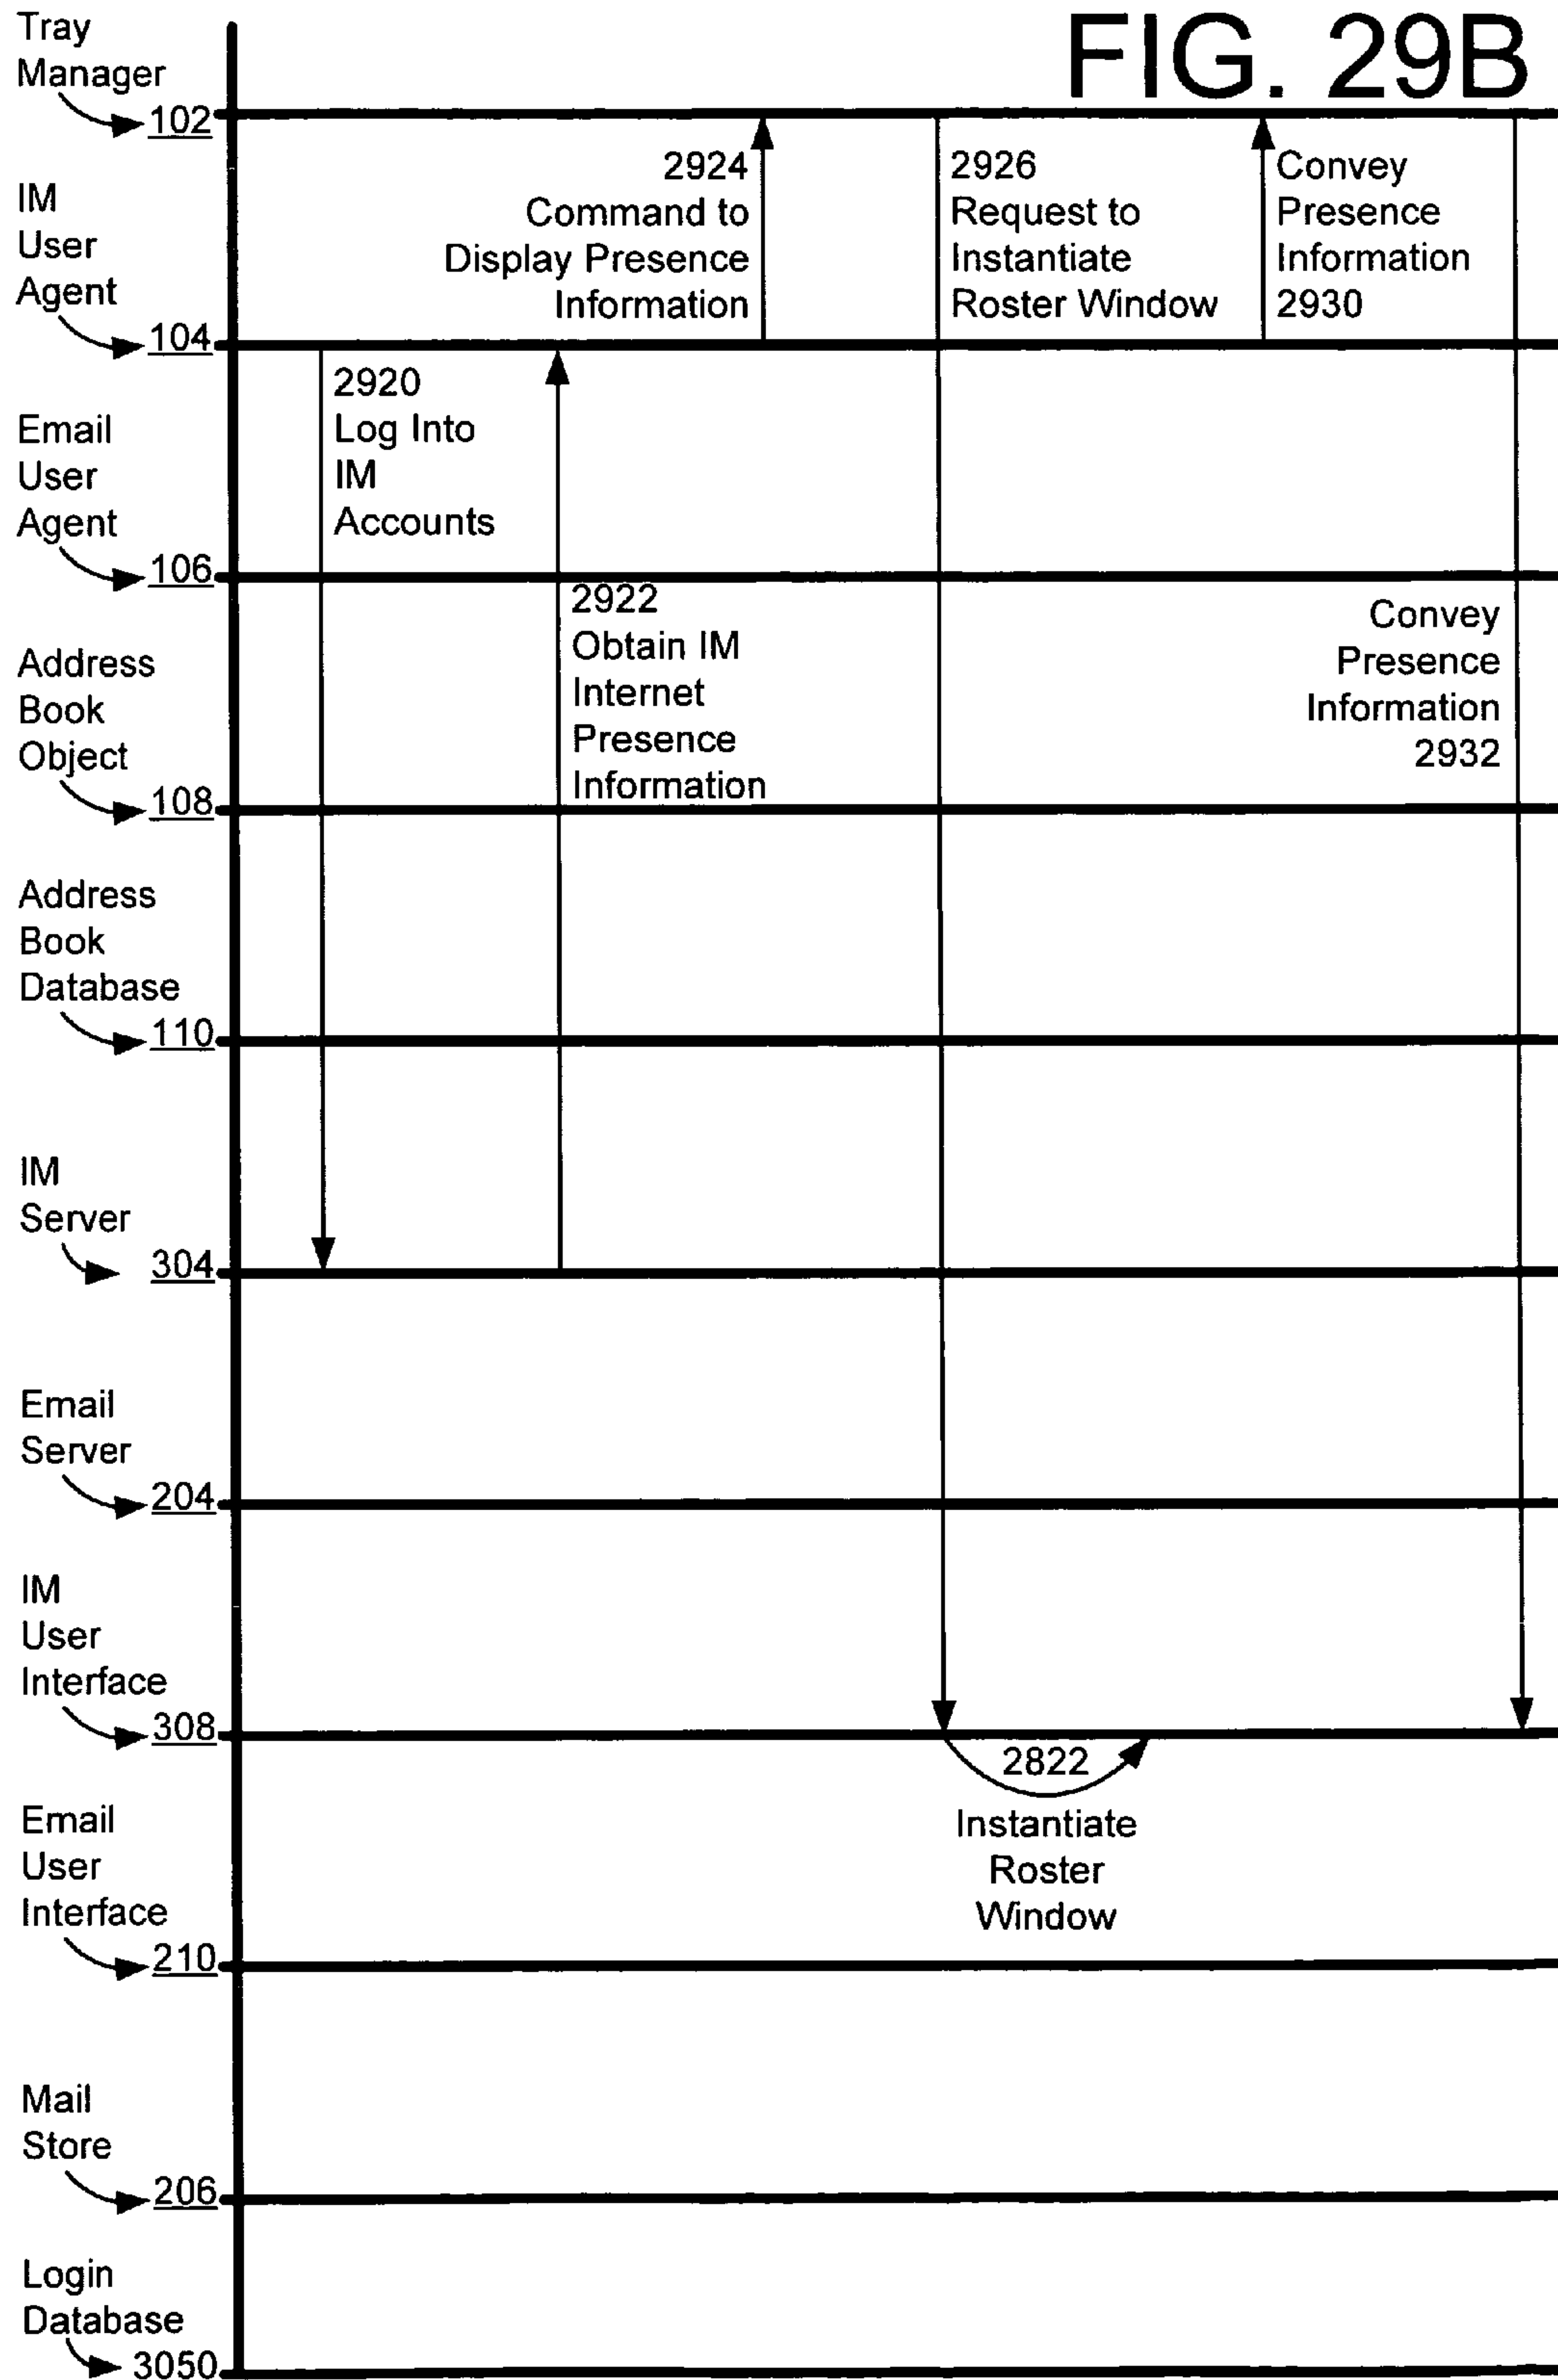 FIG. 29B
Tray
Manager
102
IM
User
Agent
104
Email
User
Agent
106
Address
Book
Object
108
Address
Book
Database
110
IM
Server
304
Email
Server
204
IM
User
Interface
308
Email
User
Interface
210
Mail
Store
206
Login
Database
3050
2920
Log Into
IM
Accounts
2922
Obtain IM
Internet
Presence
Information
2924
Command to
Display Presence
Information
2926
Request to
Instantiate
Roster Window
2822
Instantiate
Roster
Window
Convey
Presence
Information
2930
Convey
Presence
Information
2932